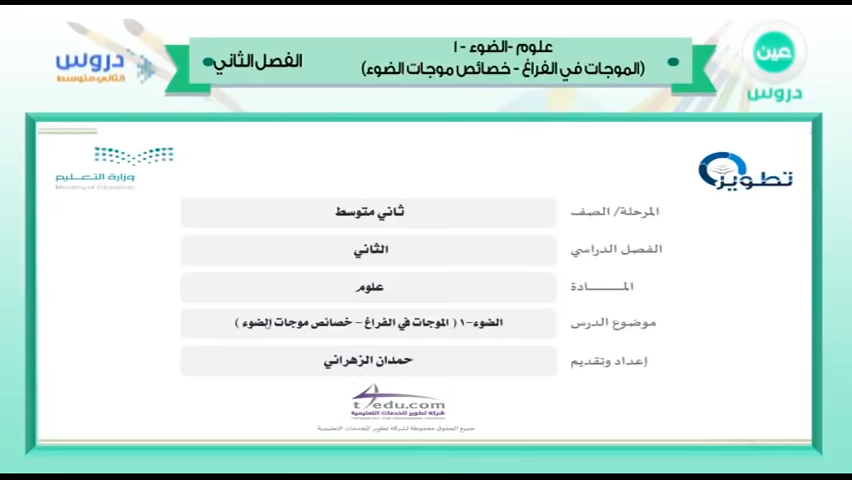 علوم -الضوء - ١
(الموجات في الفراغ - خصائص موجات الضوء)
الفصل الثاني
عين
دروس
دروس
الثاني متوسط
وزارة التعـــليم
Ministry of Education
تطوير
المرحلة/ الصف
ثاني متوسط
الفصل الدراسي
الثاني
المـــــــادة
علوم
موضوع الدرس
الضوء-١ ( الموجات في الفراغ - خصائص موجات الضوء )
إعداد وتقديم
حمدان الزهراني
t4edu.com
شركة تطوير للخدمات التعليمية
جميع الحقوق محفوظة لشركة تطوير للخدمات التعليمية